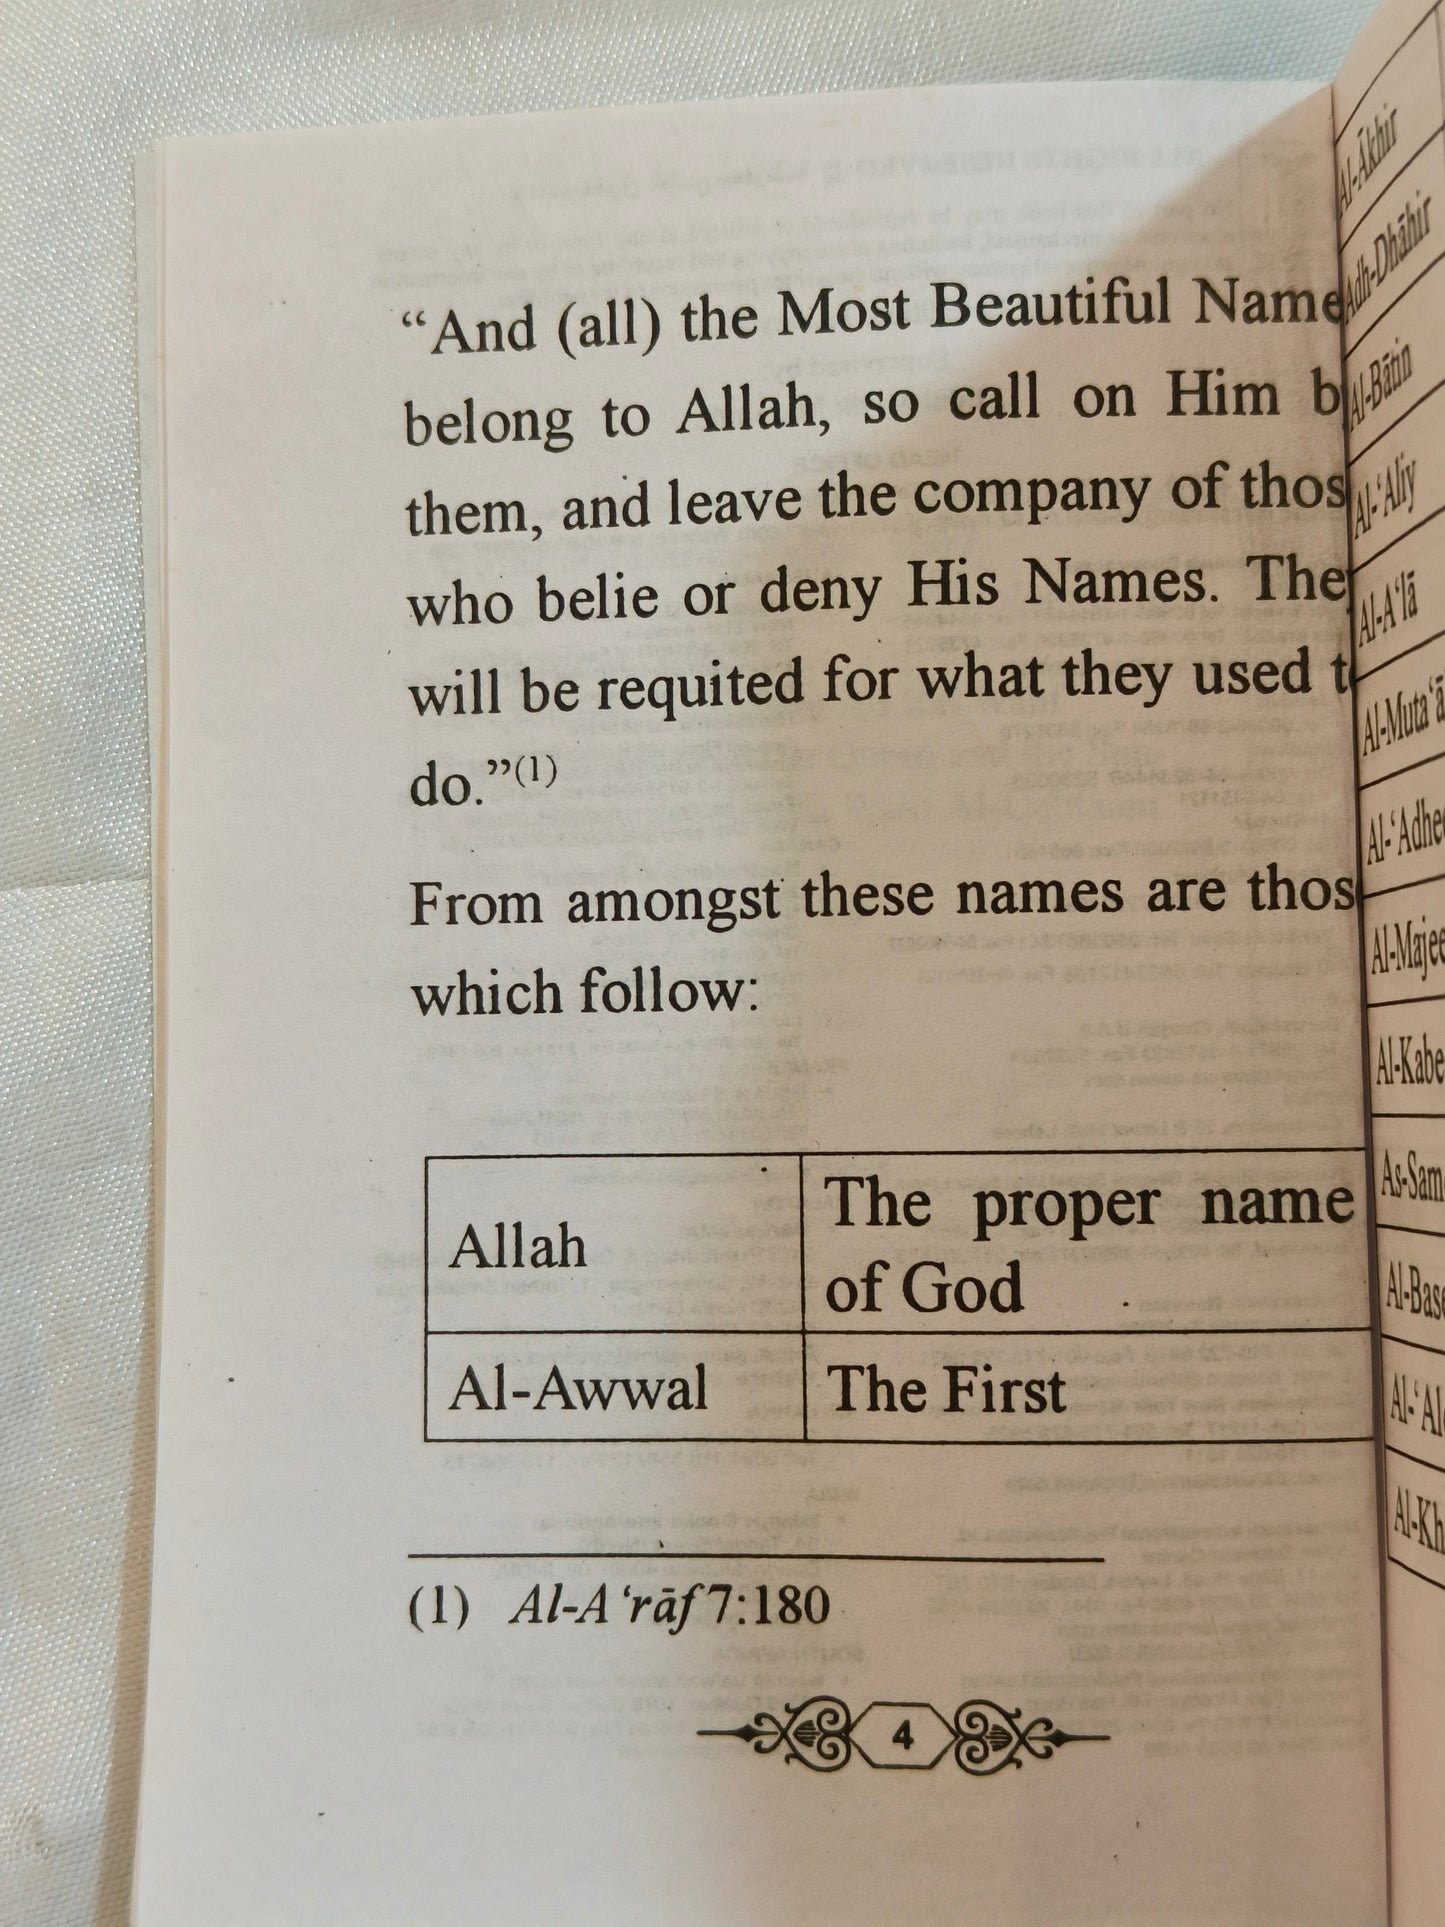 “And (all) the Most Beautiful Name
belong to Allah, so call on Him b
them, and leave the company of thos
who belie or deny His Names. The
will be requited for what they used t
do.”(1)
From amongst these names are thos
which follow:
Allah
The proper name
of God
Al-Awwal
The First
(1) Al-A‘rāf 7:180
4
Al-Ākhir
Adh-Dhāhir
Al-Bātin
Al-‘Aliy
Al-A‘lā
Al-Muta‘ā
Al-‘Adhee
Al-Majee
Al-Kabe
As-Sam
Al-Bas
Al-‘Al
Al-Kh